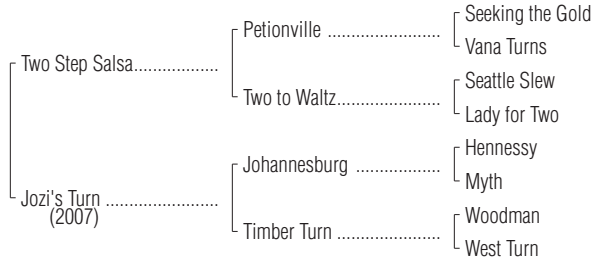 Seeking the Gold
Petionville ......................
Vana Turns
Two Step Salsa.................
Seattle Slew
Two to Waltz.....................
Lady for Two
Hennessy
Johannesburg .................
Myth
Jozi's Turn ......................
(2007)
Woodman
Timber Turn .....................
West Turn